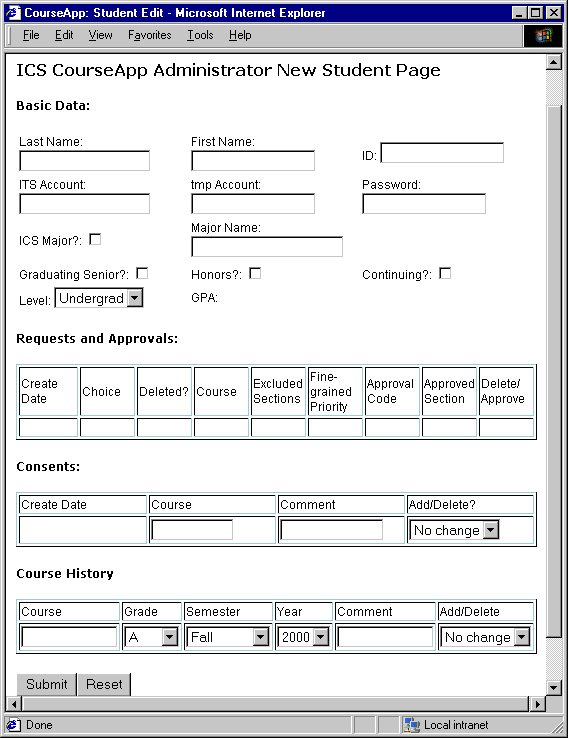 CourseApp: Student Edit - Microsoft Internet Explorer
File Edit View Favorites Tools Help
ICS CourseApp Administrator New Student Page
Basic Data:
Last Name: First Name: ID:
ITS Account: tmp Account: Password:
ICS Major?: Major Name:
Graduating Senior?: Honors?: Continuing?:
Level: Undergrad GPA:
Requests and Approvals:
Create Date Choice Deleted? Course Excluded Sections Fine-grained Priority Approval Code Approved Section Delete/Approve
Consents:
Create Date Course Comment Add/Delete?
No change
Course History
Course Grade Semester Year Comment Add/Delete
A Fall 2000 No change
Submit Reset
Done Local intranet